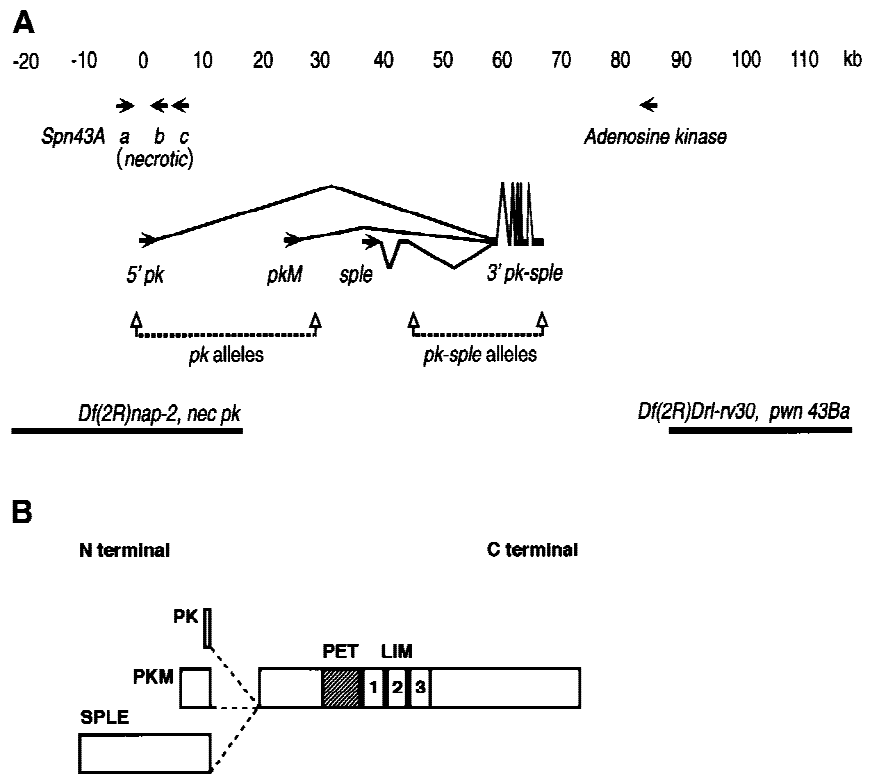 A
-20 -10 0 10 20 30 40 50 60 70 80 90 100 110 kb
Spn43A a b c
(necrotic)
Adenosine kinase
5' pk pkM sple 3' pk-sple
pk alleles pk-sple alleles
Df(2R)nap-2, nec pk Df(2R)Drl-rv30, pwn 43Ba
B
N terminal C terminal
PK
PET LIM
PKM 1 2 3
SPLE